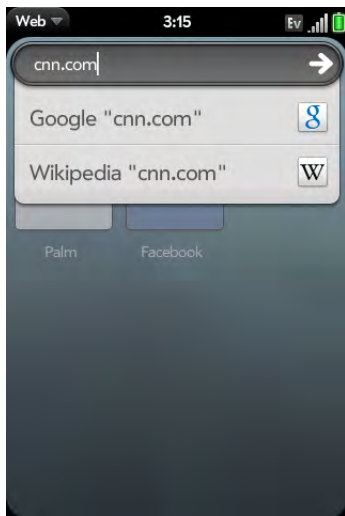 Web 3:15 Ev
cnn.com
Google "cnn.com" 8
Wikipedia "cnn.com" W
Palm Facebook